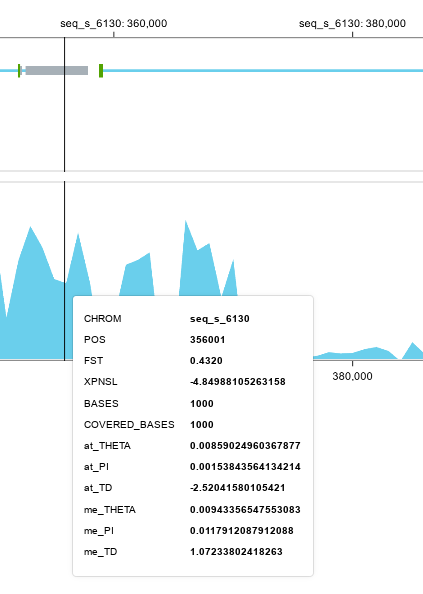 seq_s_6130: 360,000 seq_s_6130: 380,000
380,000
CHROM seq_s_6130
POS 356001
FST 0.4320
XPNSL -4.84988105263158
BASES 1000
COVERED_BASES 1000
at_THETA 0.00859024960367877
at_PI 0.00153843564134214
at_TD -2.52041580105421
me_THETA 0.00943356547553083
me_PI 0.0117912087912088
me_TD 1.07233802418263